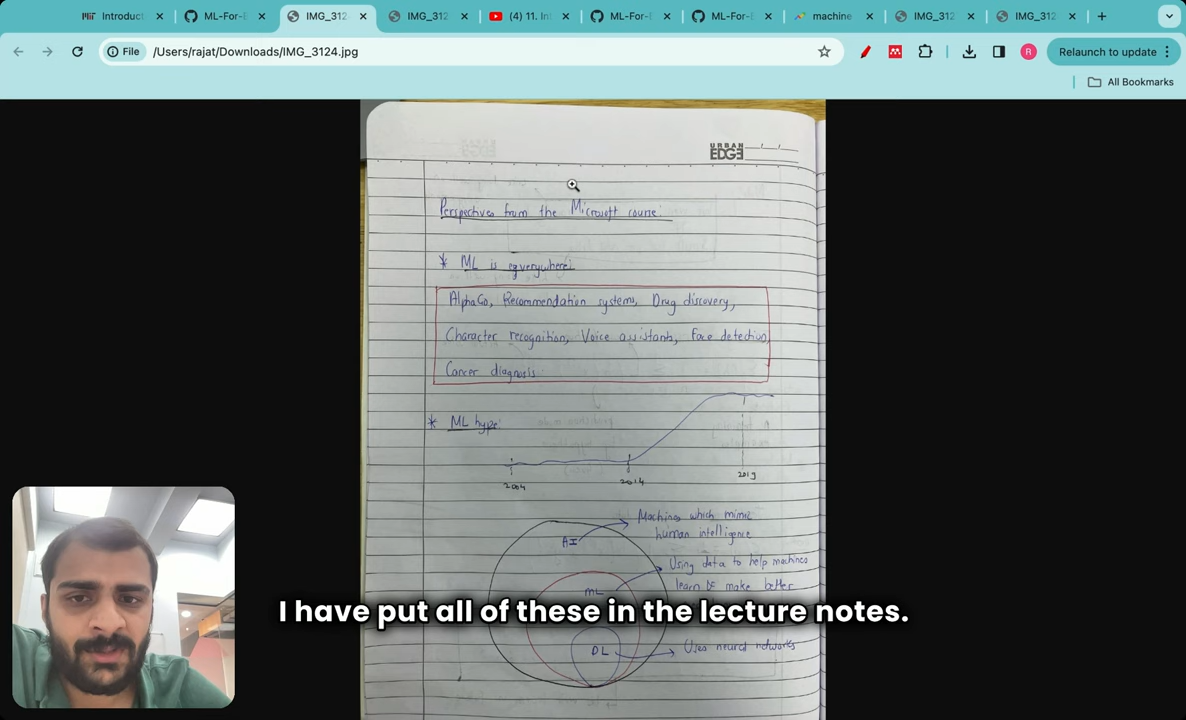 Introduct
ML-For-B
IMG_312
IMG_312
(4) 11. Int
ML-For-B
ML-For-B
machine
IMG_312
IMG_312
File
/Users/rajat/Downloads/IMG_3124.jpg
R
Relaunch to update
All Bookmarks
URBAN
EDGE
Perspectives from the Microsoft course:
* ML is everywhere:
AlphaGo, Recommendation systems, Drug discovery,
Character recognition, Voice assistants, Face detection,
Cancer diagnosis
* ML hype:
2004
2014
2019
AI
Machines which mimic
human intelligence
ML
Using data to help machines
learn & make better
I have put all of these in the lecture notes.
DL
Uses neural networks